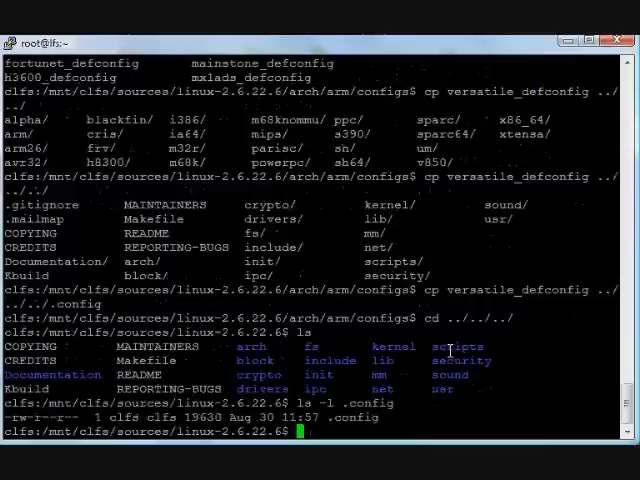 root@lfs:~
fortunet_defconfig mainstone_defconfig
h3600_defconfig mx1ads_defconfig
clfs:/mnt/clfs/sources/linux-2.6.22.6/arch/arm/configs$ cp versatile_defconfig ../
../
alpha/ blackfin/ i386/ m68knommu/ ppc/ sparc/ x86_64/
arm/ cris/ ia64/ mips/ s390/ sparc64/ xtensa/
arm26/ frv/ m32r/ parisc/ sh/ um/
avr32/ h8300/ m68k/ powerpc/ sh64/ v850/
clfs:/mnt/clfs/sources/linux-2.6.22.6/arch/arm/configs$ cp versatile_defconfig ../
../../
.gitignore MAINTAINERS crypto/ kernel/ sound/
.mailmap Makefile drivers/ lib/ usr/
COPYING README fs/ mm/
CREDITS REPORTING-BUGS include/ net/
Documentation/ arch/ init/ scripts/
Kbuild block/ ipc/ security/
clfs:/mnt/clfs/sources/linux-2.6.22.6/arch/arm/configs$ cp versatile_defconfig ../
../../.config
clfs:/mnt/clfs/sources/linux-2.6.22.6/arch/arm/configs$ cd ../../../
clfs:/mnt/clfs/sources/linux-2.6.22.6$ ls
COPYING MAINTAINERS arch fs kernel scripts
CREDITS Makefile block include lib security
Documentation README crypto init mm sound
Kbuild REPORTING-BUGS drivers ipc net usr
clfs:/mnt/clfs/sources/linux-2.6.22.6$ ls -l .config
-rw-r--r-- 1 clfs clfs 19630 Aug 30 11:57 .config
clfs:/mnt/clfs/sources/linux-2.6.22.6$